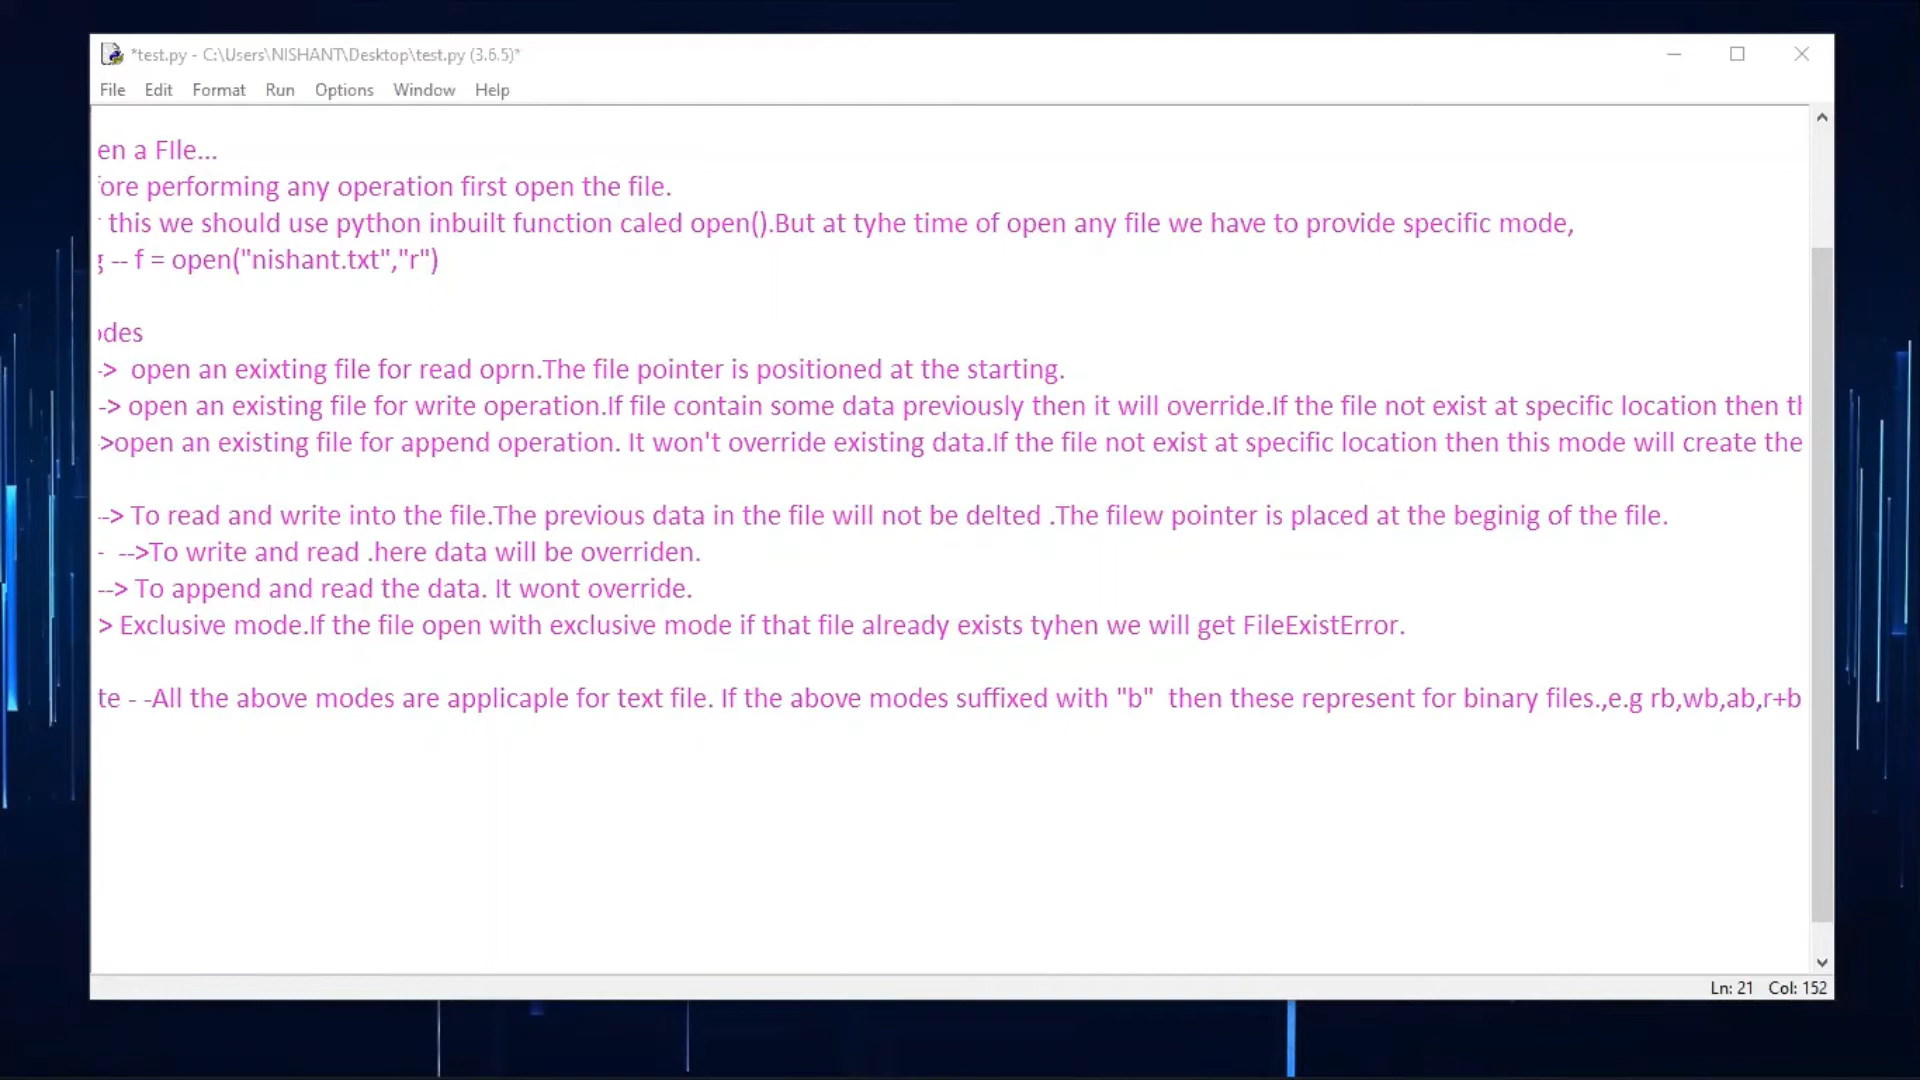 *test.py - C:\Users\NISHANT\Desktop\test.py (3.6.5)*
File Edit Format Run Options Window Help
en a FIle...
ore performing any operation first open the file.
this we should use python inbuilt function caled open().But at tyhe time of open any file we have to provide specific mode,
-- f = open("nishant.txt","r")
odes
-> open an exixting file for read oprn.The file pointer is positioned at the starting.
-> open an existing file for write operation.If file contain some data previously then it will override.If the file not exist at specific location then
>open an existing file for append operation. It won't override existing data.If the file not exist at specific location then this mode will create the
--> To read and write into the file.The previous data in the file will not be delted .The filew pointer is placed at the beginig of the file.
- -->To write and read .here data will be overriden.
--> To append and read the data. It wont override.
> Exclusive mode.If the file open with exclusive mode if that file already exists tyhen we will get FileExistError.
te - -All the above modes are applicaple for text file. If the above modes suffixed with "b"  then these represent for binary files.,e.g rb,wb,ab,r+b
Ln: 21 Col: 152